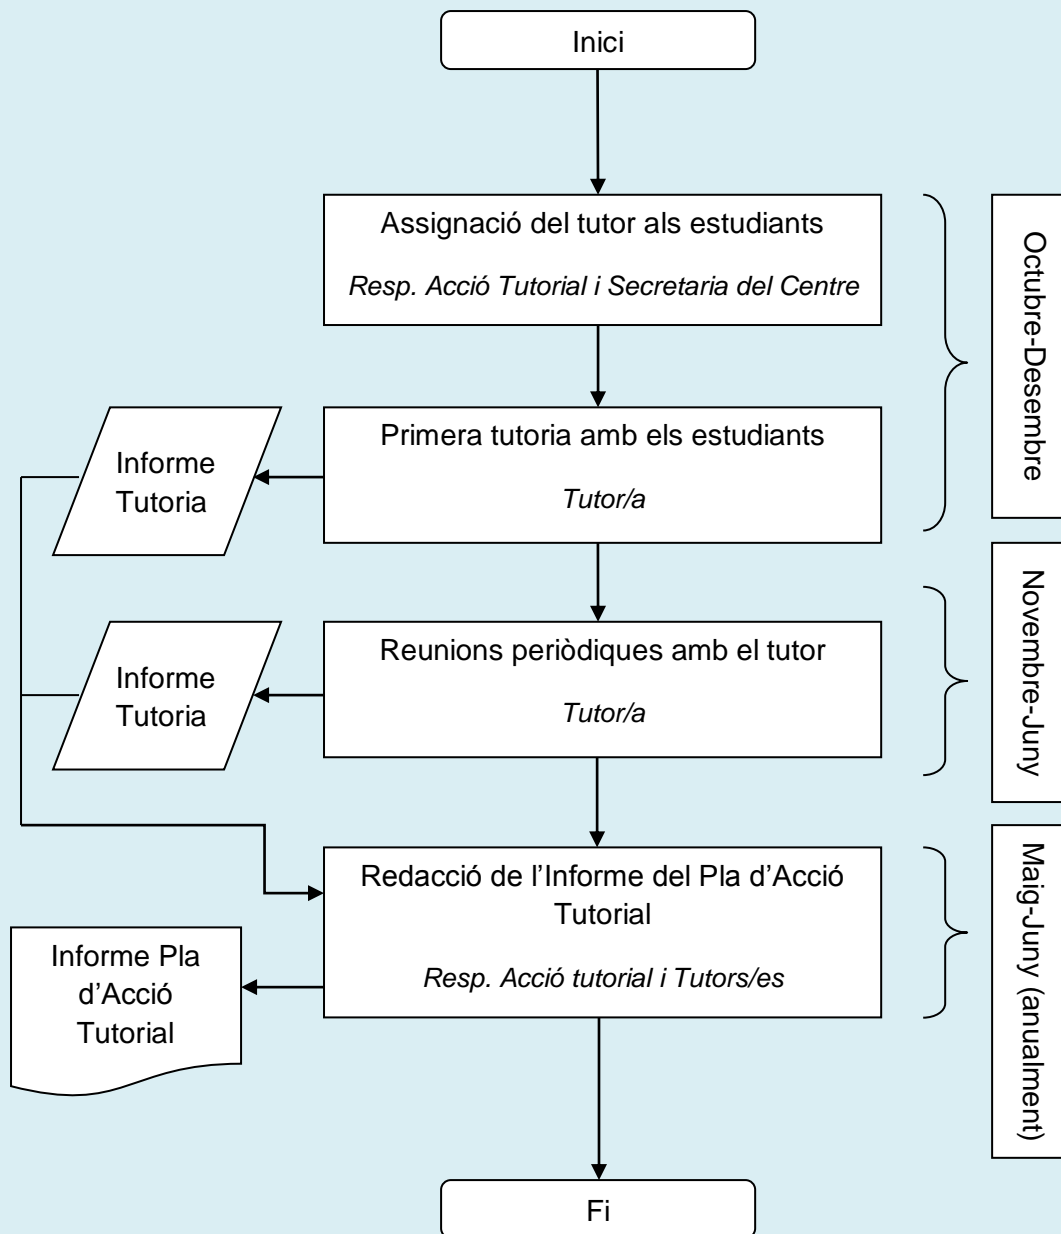 Inici
Assignació del tutor als estudiants
Resp. Acció Tutorial i Secretaria del Centre
Octubre-Desembre
Primera tutoria amb els estudiants
Tutor/a
Informe
Tutoria
Reunions periòdiques amb el tutor
Tutor/a
Informe
Tutoria
Novembre-Juny
Redacció de l’Informe del Pla d’Acció
Tutorial
Resp. Acció tutorial i Tutors/es
Informe Pla
d’Acció
Tutorial
Maig-Juny (anualment)
Fi